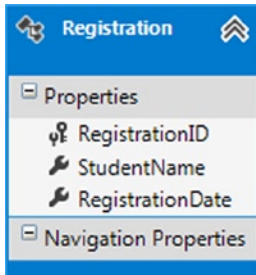 Registration
Properties
RegistrationID
StudentName
RegistrationDate
Navigation Properties